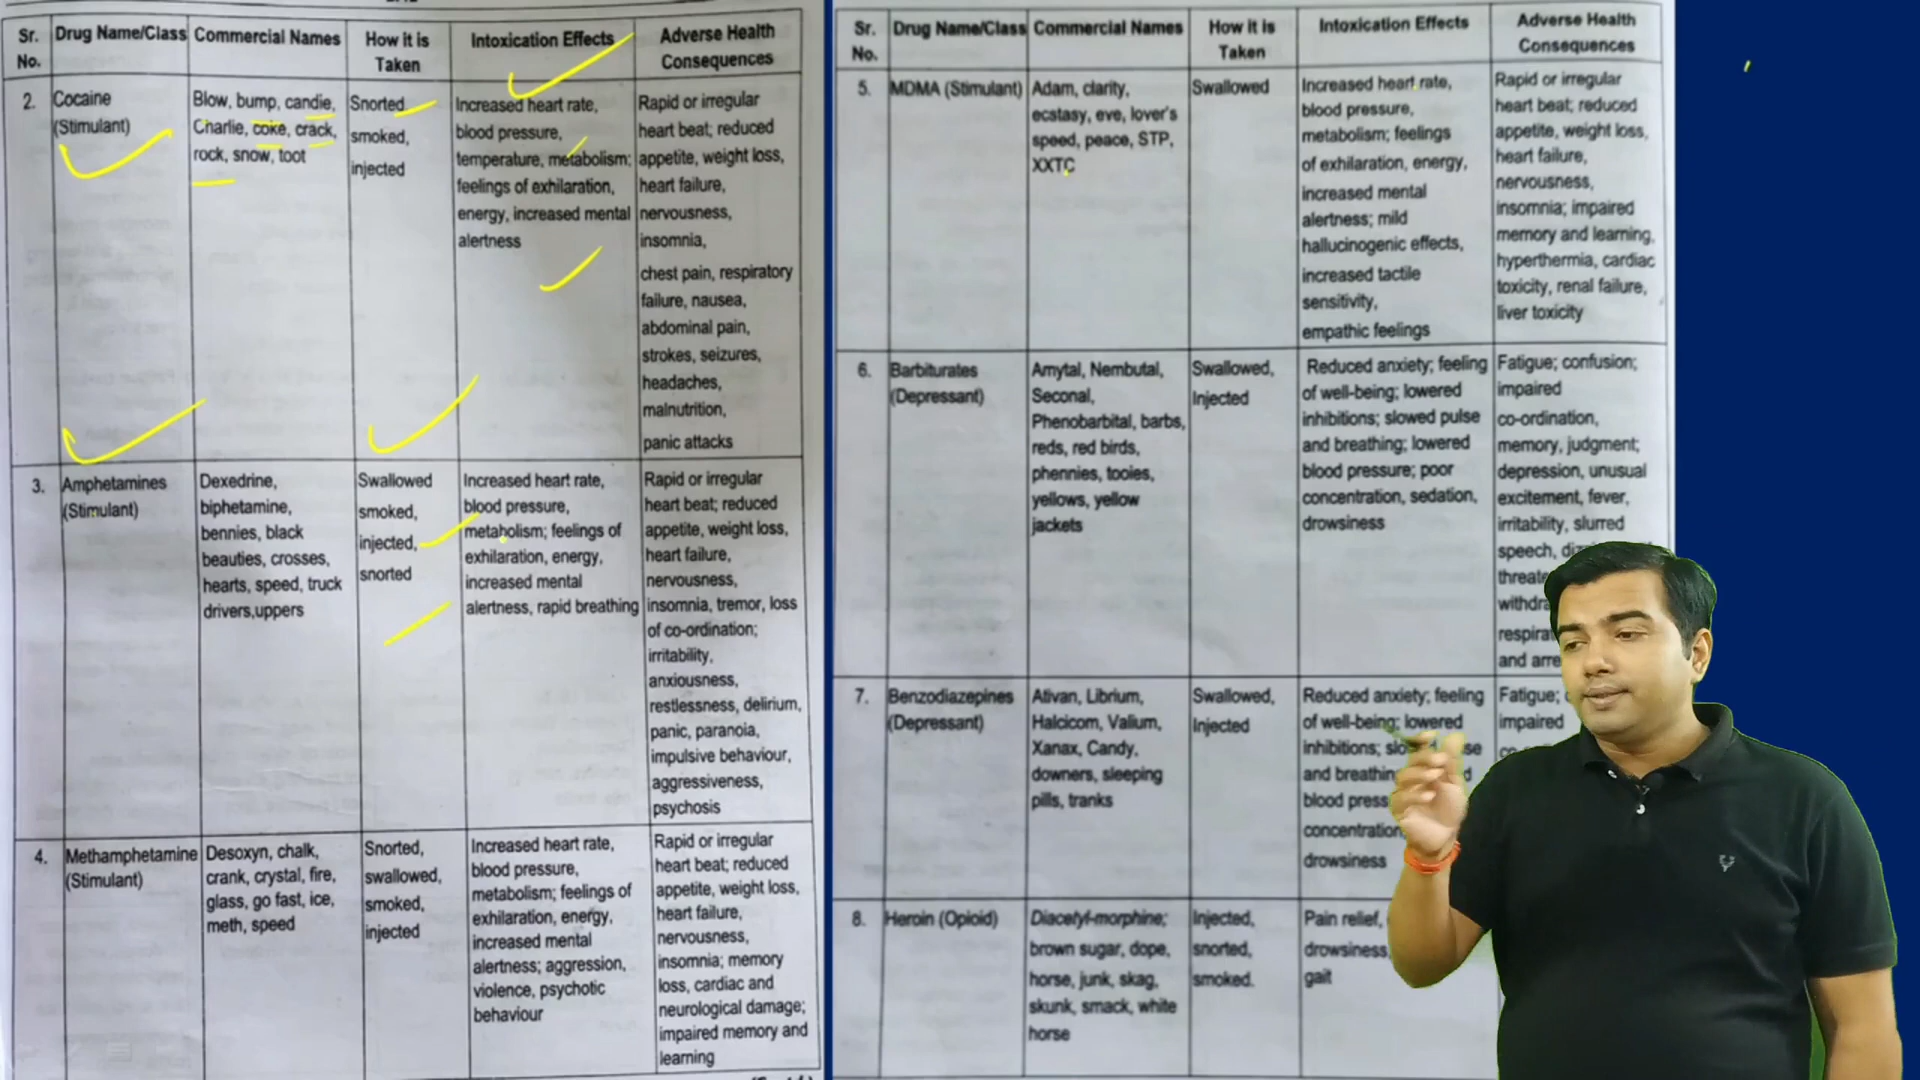 Sr. No.
Drug Name/Class
Commercial Names
How it is Taken
Intoxication Effects
Adverse Health Consequences
2.
Cocaine
(Stimulant)
Blow, bump, candie,
Charlie, coke, crack,
rock, snow, toot
Snorted
smoked,
injected
Increased heart rate,
blood pressure,
temperature, metabolism;
feelings of exhilaration,
energy, increased mental
alertness
Rapid or irregular
heart beat; reduced
appetite, weight loss,
heart failure,
nervousness,
insomnia,
chest pain, respiratory
failure, nausea,
abdominal pain,
strokes, seizures,
headaches,
malnutrition,
panic attacks
3.
Amphetamines
(Stimulant)
Dexedrine,
biphetamine,
bennies, black
beauties, crosses,
hearts, speed, truck
drivers,uppers
Swallowed
smoked,
injected,
snorted
Increased heart rate,
blood pressure,
metabolism; feelings of
exhilaration, energy,
increased mental
alertness, rapid breathing
Rapid or irregular
heart beat; reduced
appetite, weight loss,
heart failure,
nervousness,
insomnia, tremor, loss
of co-ordination;
irritability,
anxiousness,
restlessness, delirium,
panic, paranoia,
impulsive behaviour,
aggressiveness,
psychosis
4.
Methamphetamine
(Stimulant)
Desoxyn, chalk,
crank, crystal, fire,
glass, go fast, ice,
meth, speed
Snorted,
swallowed,
smoked,
injected
Increased heart rate,
blood pressure,
metabolism; feelings of
exhilaration, energy,
increased mental
alertness; aggression,
violence, psychotic
behaviour
Rapid or irregular
heart beat; reduced
appetite, weight loss,
heart failure,
nervousness,
insomnia; memory
loss, cardiac and
neurological damage;
impaired memory and
learning
Sr. No.
Drug Name/Class
Commercial Names
How it is Taken
Intoxication Effects
Adverse Health Consequences
5.
MDMA (Stimulant)
Adam, clarity,
ecstasy, eve, lover's
speed, peace, STP,
XXTC
Swallowed
Increased heart rate,
blood pressure,
metabolism; feelings
of exhilaration, energy,
increased mental
alertness; mild
hallucinogenic effects,
increased tactile
sensitivity,
empathic feelings
Rapid or irregular
heart beat; reduced
appetite, weight loss,
heart failure,
nervousness,
insomnia; impaired
memory and learning,
hyperthermia, cardiac
toxicity, renal failure,
liver toxicity
6.
Barbiturates
(Depressant)
Amytal, Nembutal,
Seconal,
Phenobarbital, barbs,
reds, red birds,
phennies, tooies,
yellows, yellow
jackets
Swallowed,
Injected
Reduced anxiety; feeling
of well-being; lowered
inhibitions; slowed pulse
and breathing; lowered
blood pressure; poor
concentration, sedation,
drowsiness
Fatigue; confusion;
impaired
co-ordination,
memory, judgment;
depression, unusual
excitement, fever,
irritability, slurred
speech,
and
7.
Benzodiazepines
(Depressant)
Ativan, Librium,
Halcicom, Valium,
Xanax, Candy,
downers, sleeping
pills, tranks
Swallowed,
Injected
Reduced anxiety; feeling
of well-being; lowered
inhibitions;
and
blood
concentration
drowsiness
Fatigue;
impaired
8.
Heroin (Opioid)
Diacetyl-morphine;
brown sugar, dope,
horse, junk, skag,
skunk, smack, white
horse
Injected,
snorted,
smoked.
Pain relief,
drowsiness,
gait